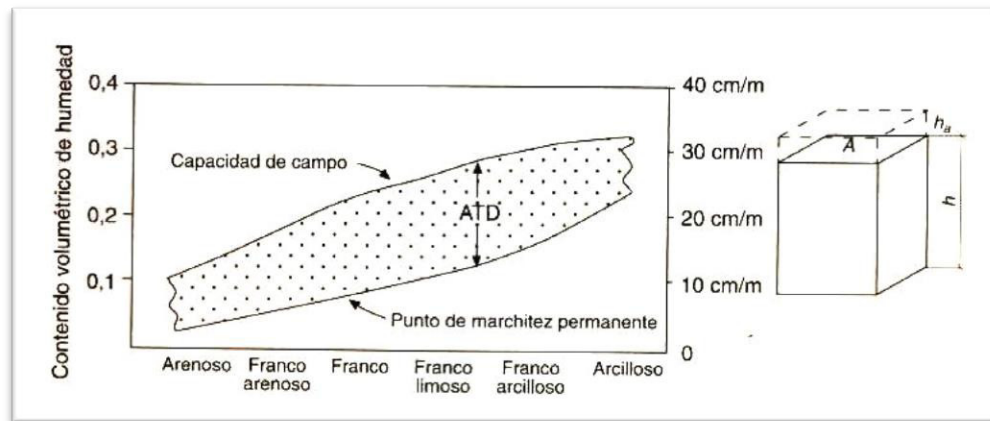 Contenido volumétrico de humedad
0,4
0,3
0,2
0,1
Capacidad de campo
ATD
Punto de marchitez permanente
40 cm/m
30 cm/m
20 cm/m
10 cm/m
0
Arenoso
Franco
arenoso
Franco
Franco
limoso
Franco
arcilloso
Arcilloso
A
hₐ
h